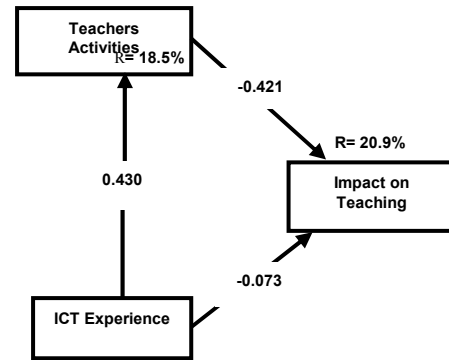 Teachers
Activities
R= 18.5%
-0.421
R= 20.9%
0.430
Impact on
Teaching
-0.073
ICT Experience